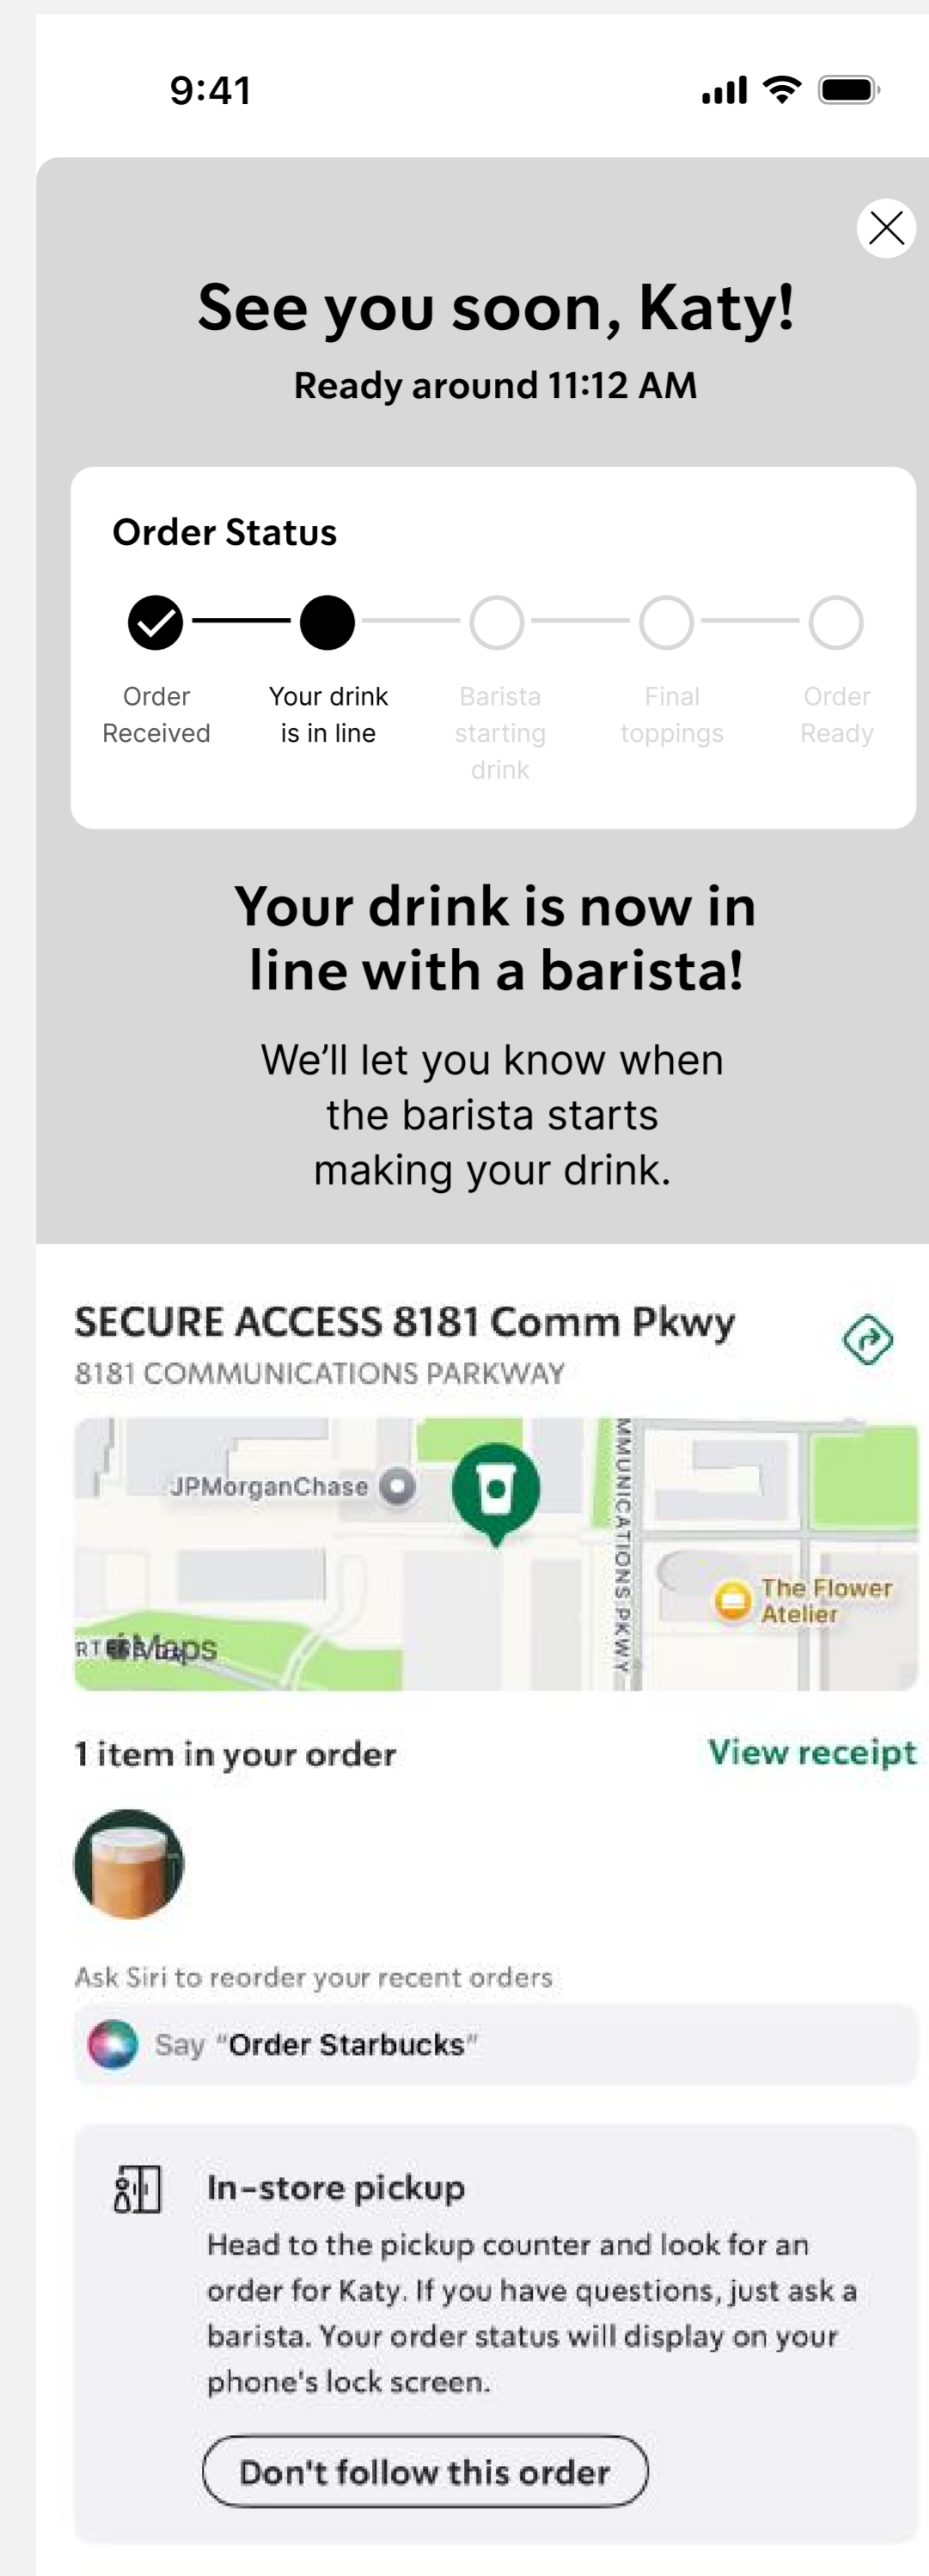 9:41
See you soon, Katy!
Ready around 11:12 AM
Order Status
Order
Received
Your drink
is in line
Barista
starting
drink
Final
toppings
Order
Ready
Your drink is now in
line with a barista!
We’ll let you know when
the barista starts
making your drink.
SECURE ACCESS 8181 Comm Pkwy
8181 COMMUNICATIONS PARKWAY
JPMorganChase
MMUNICATIONS PKWY
The Flower
Atelier
Maps
1 item in your order
View receipt
Ask Siri to reorder your recent orders
Say “Order Starbucks”
In-store pickup
Head to the pickup counter and look for an
order for Katy. If you have questions, just ask a
barista. Your order status will display on your
phone's lock screen.
Don't follow this order